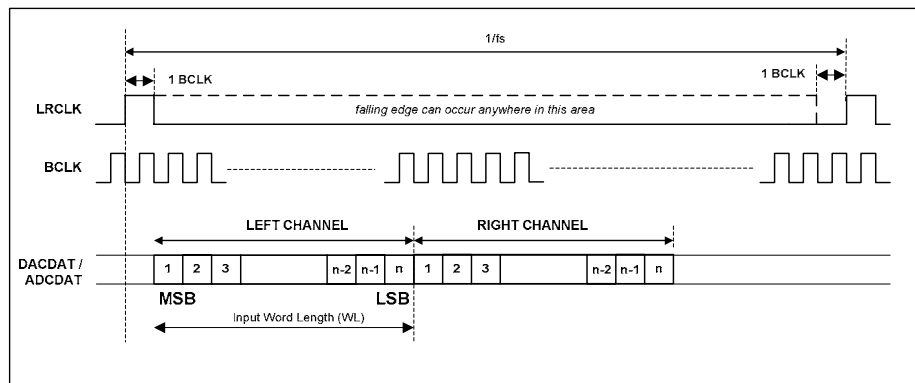 1/fs
1 BCLK
1 BCLK
LRCLK
falling edge can occur anywhere in this area
BCLK
LEFT CHANNEL
RIGHT CHANNEL
DACDAT /
ADCDAT
1 2 3 n-2 n-1 n 1 2 3 n-2 n-1 n
MSB LSB
Input Word Length (WL)